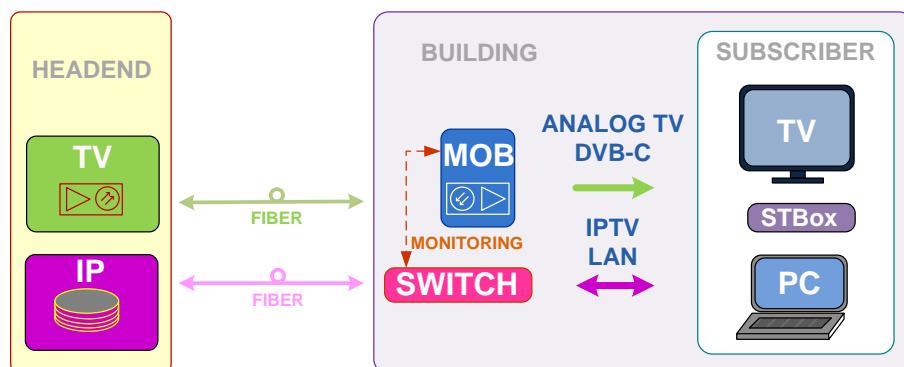 HEADEND
TV
FIBER
IP
FIBER
BUILDING
MOB
MONITORING
SWITCH
ANALOG TV
DVB-C
IPTV
LAN
SUBSCRIBER
TV
STBox
PC